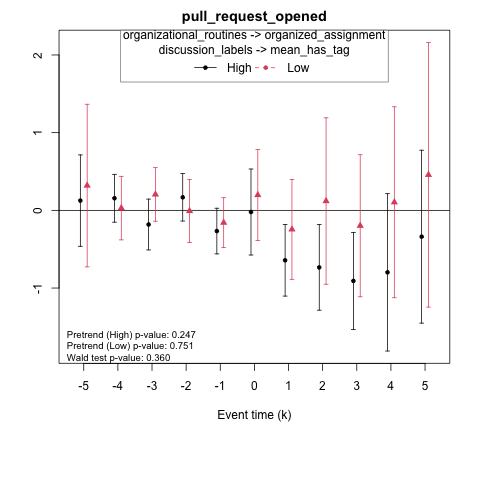 pull_request_opened
organizational_routines -> organized_assignment
discussion_labels -> mean_has_tag
High Low
2
1
0
-1
Pretrend (High) p-value: 0.247
Pretrend (Low) p-value: 0.751
Wald test p-value: 0.360
-5 -4 -3 -2 -1 0 1 2 3 4 5
Event time (k)